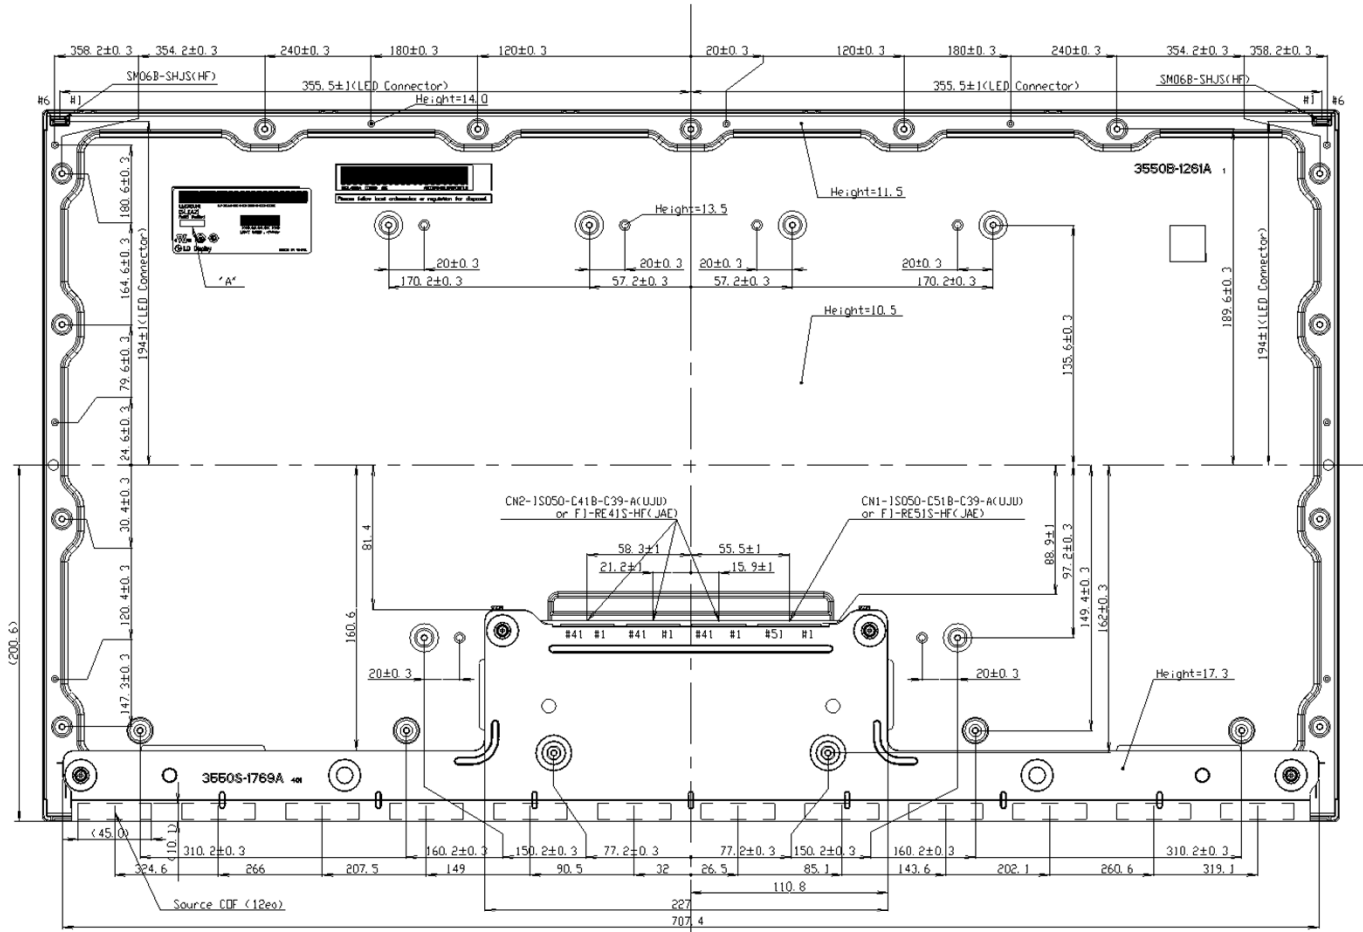 358. 2±0. 3 354. 2±0. 3 240±0. 3 180±0. 3 120±0. 3 20±0. 3 120±0. 3 180±0. 3 240±0. 3 354. 2±0. 3 358. 2±0. 3
SM06B-SHJS(HF) SM06B-SHJS(HF)
355. 5±1(LED Connector) 355. 5±1(LED Connector)
#6 #1 Height=14.0 #1 #6
3550B-1261A 1
Please follow local ordinances or regulation for disposal.
Height=11. 5
Height=13. 5
LG Display
"A"
20±0. 3 20±0. 3 20±0. 3 20±0. 3
170. 2±0. 3 57. 2±0. 3 57. 2±0. 3 170. 2±0. 3
Height=10. 5
180. 6±0. 3
164. 6±0. 3
79. 6±0. 3
24. 6±0. 3
30. 4±0. 3
120. 4±0. 3
147. 3±0. 3
194±1(LED Connector)
(200. 6)
135. 6±0. 3
189. 6±0. 3
194±1(LED Connector)
CN2-IS050-C41B-C39-A(UJU)
or FI-RE41S-HF(JAE)
CN1-IS050-C51B-C39-A(UJU)
or FI-RE51S-HF(JAE)
81. 4
160. 6
58. 3±1 55. 5±1
21. 2±1 15. 9±1
88. 9±1
97. 2±0. 3
149. 4±0. 3
162±0. 3
#41 #1 #41 #1 #41 #1 #51 #1
20±0. 3 20±0. 3
Height=17. 3
3550S-1769A 401
(45. 0)
(10. 1)
310. 2±0. 3 160. 2±0. 3 150. 2±0. 3 77. 2±0. 3 77. 2±0. 3 150. 2±0. 3 160. 2±0. 3 310. 2±0. 3
324. 6 266 207. 5 149 90. 5 32 26. 5 85. 1 143. 6 202. 1 260. 6 319. 1
110. 8
Source COF (12ea)
227
707. 4